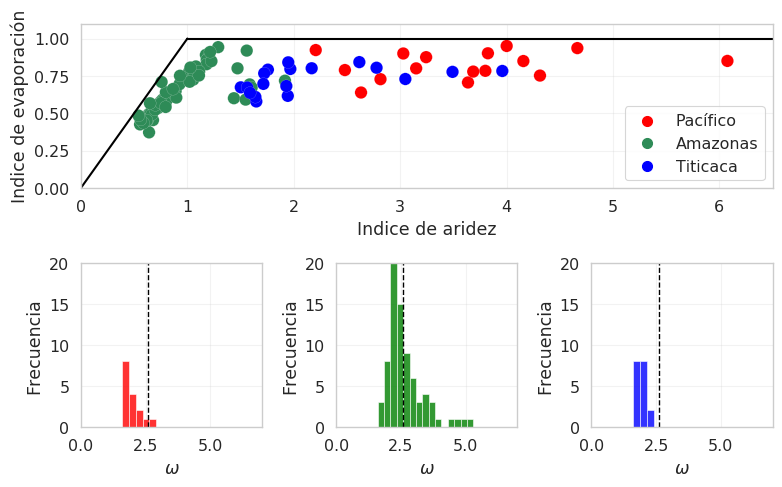 Indice de evaporación
1.00
0.75
0.50
0.25
0.00
Pacífico
Amazonas
Titicaca
0 1 2 3 4 5 6
Indice de aridez
Frecuencia
20
15
10
5
0
0.0 2.5 5.0
ω
Frecuencia
20
15
10
5
0
0.0 2.5 5.0
ω
Frecuencia
20
15
10
5
0
0.0 2.5 5.0
ω